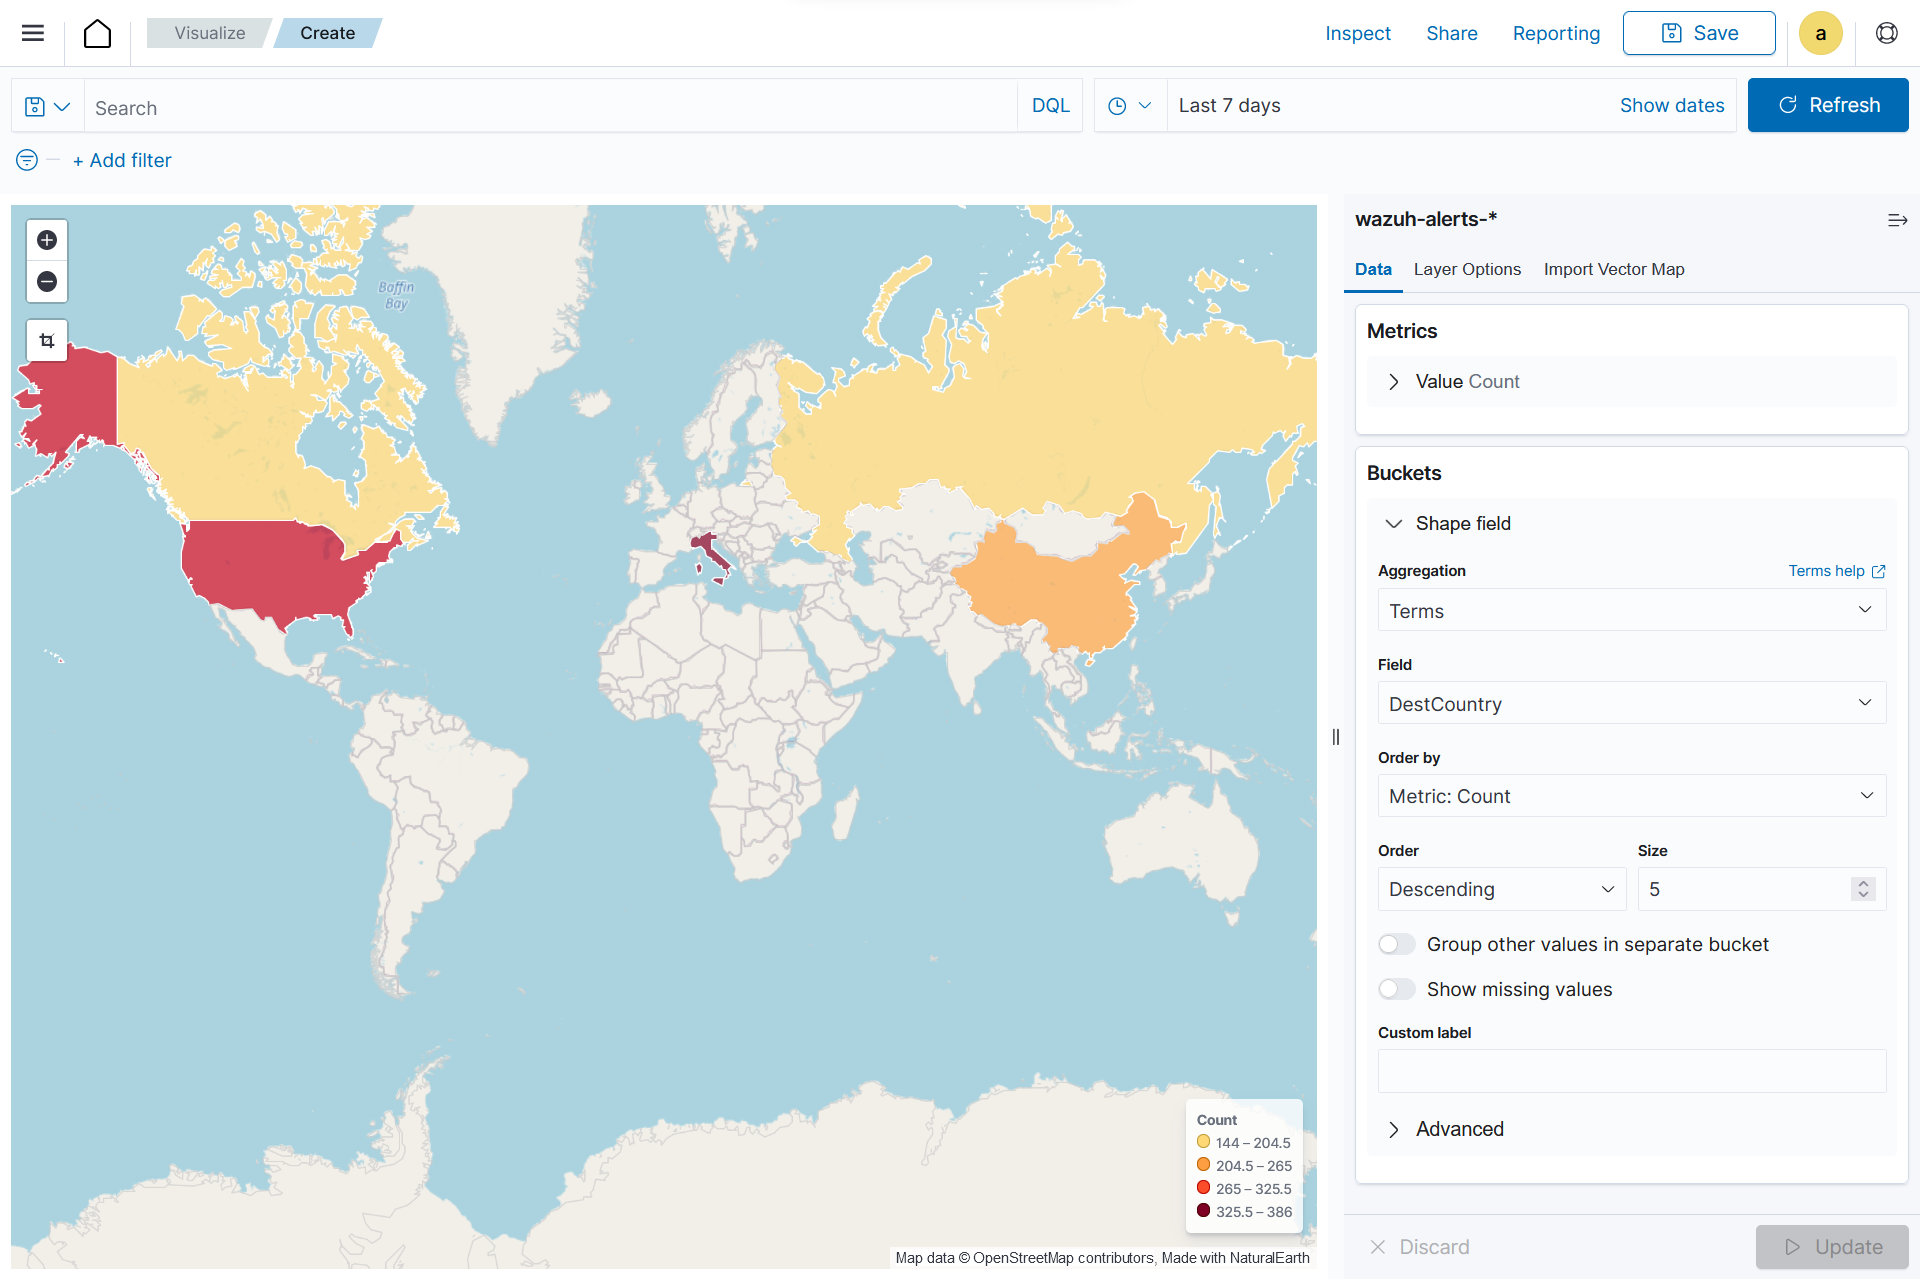 Visualize
Create
Inspect
Share
Reporting
Save
a
Search
DQL
Last 7 days
Show dates
Refresh
+ Add filter
Baffin
Bay
wazuh-alerts-*
Data
Layer Options
Import Vector Map
Metrics
Value Count
Buckets
Shape field
Aggregation
Terms help
Terms
Field
DestCountry
Order by
Metric: Count
Order
Size
Descending
5
Group other values in separate bucket
Show missing values
Custom label
Advanced
Count
144 – 204.5
204.5 – 265
265 – 325.5
325.5 – 386
Map data © OpenStreetMap contributors, Made with NaturalEarth
Discard
Update